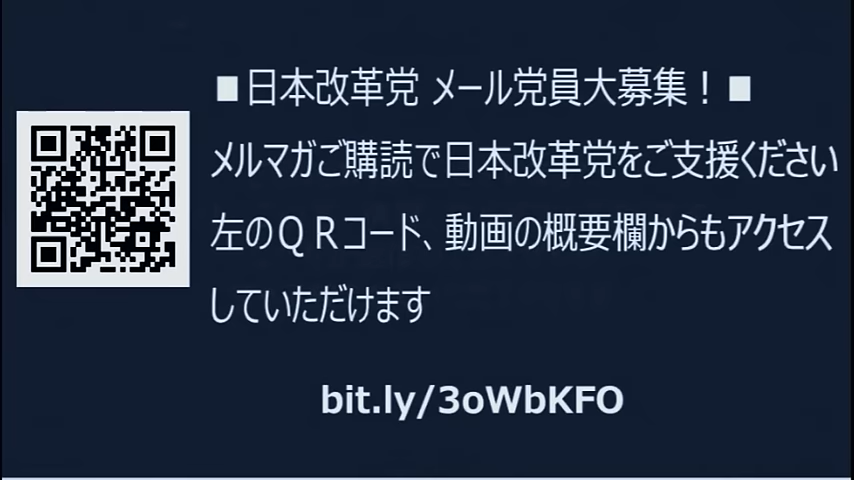 ■日本改革党 メール党員大募集！■
メルマガご購読で日本改革党をご支援ください
左のＱＲコード、動画の概要欄からもアクセス
していただけます
bit.ly/3oWbKFO